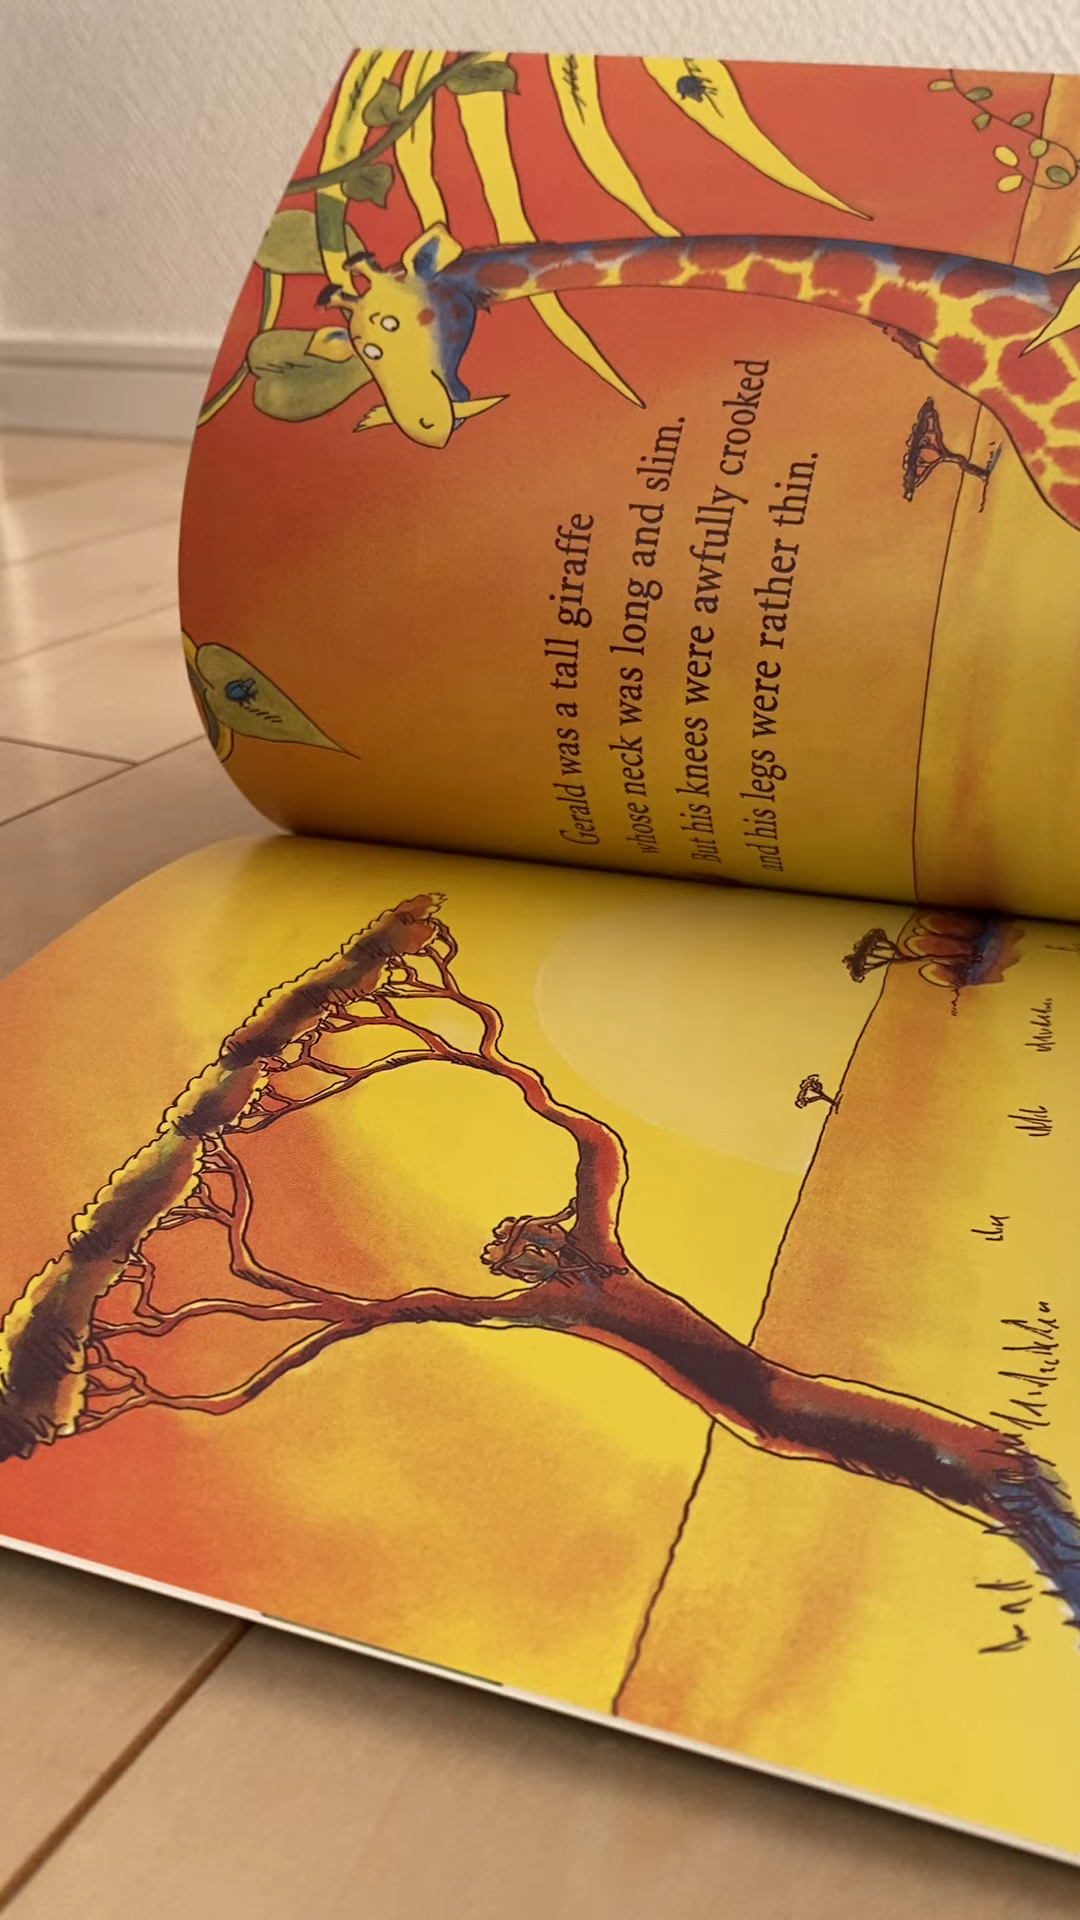 Gerald was a tall giraffe
whose neck was long and slim.
But his knees were awfully crooked
and his legs were rather thin.